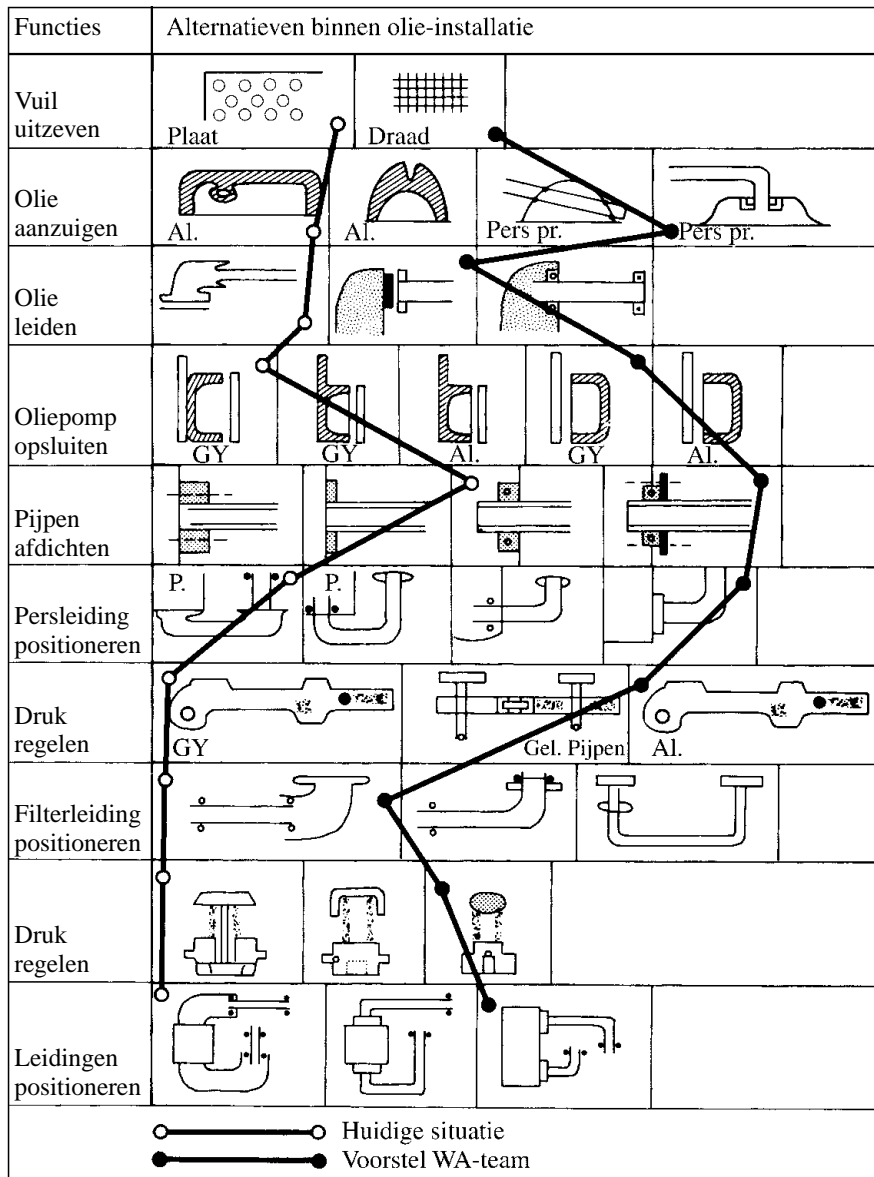 Functies
Alternatieven binnen olie-installatie
Vuil
uitzeven
Plaat
Draad
Olie
aanzuigen
Al.
Al.
Pers pr.
Pers pr.
Olie
leiden
Oliepomp
opsluiten
GY
GY
Al.
GY
Al.
Pijpen
afdichten
Persleiding
positioneren
P.
P.
Druk
regelen
GY
Gel. Pijpen
Al.
Filterleiding
positioneren
Druk
regelen
Leidingen
positioneren
Huidige situatie
Voorstel WA-team